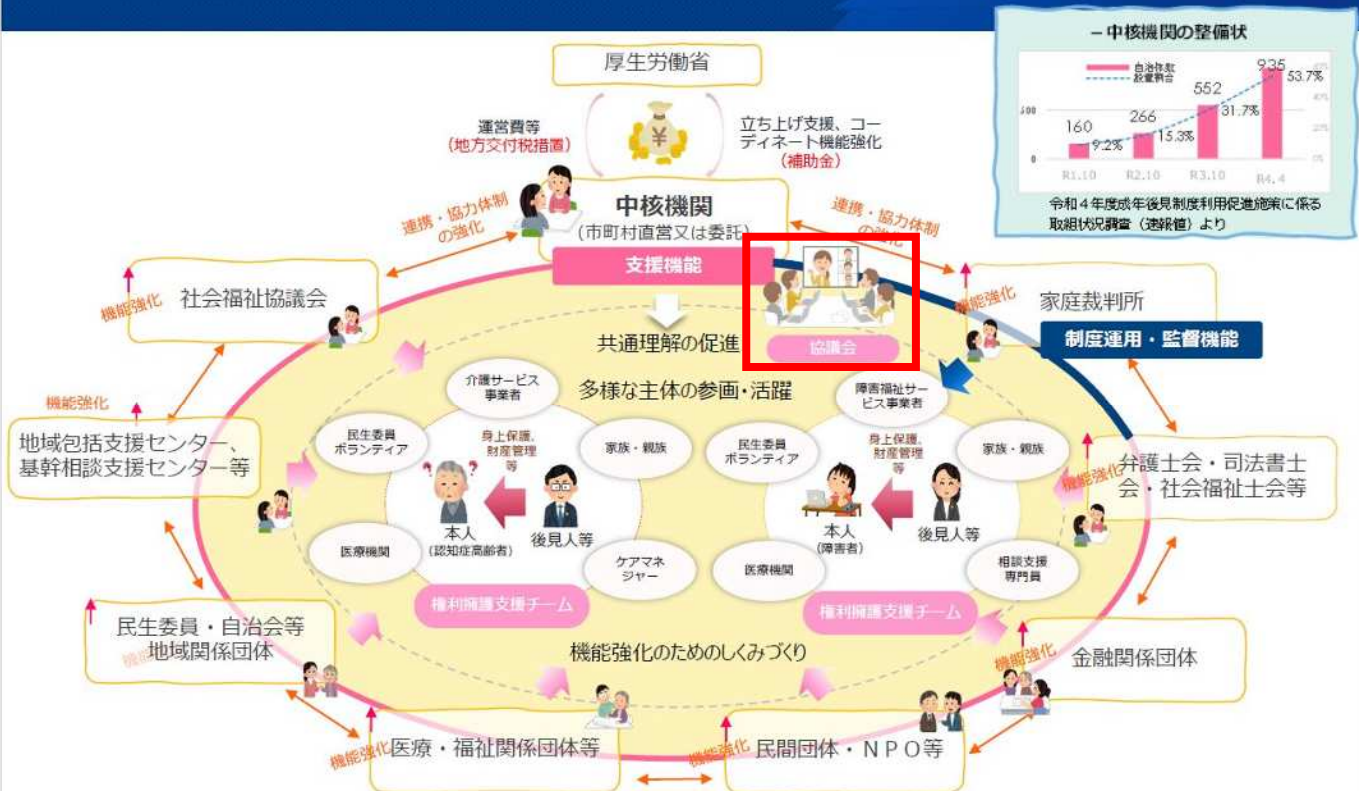 厚生労働省
運営費等
(地方交付税措置)
¥
立ち上げ支援、コー
ディネート機能強化
(補助金)
－中核機関の整備状
自治体数
設置割合
160
266
552
935
9.2%
15.3%
31.7%
53.7%
0
R1.10
R2.10
R3.10
R4.4
令和４年度成年後見制度利用促進施策に係る
取組状況調査（速報値）より
中核機関
(市町村直営又は委託)
支援機能
連携・協力体制
の強化
連携・協力体制
の強化
協議会
機能強化
社会福祉協議会
機能強化
家庭裁判所
制度運用・監督機能
共通理解の促進
多様な主体の参画・活躍
機能強化
地域包括支援センター、
基幹相談支援センター等
介護サービス
事業者
民生委員
ボランティア
身上保護、
財産管理
等
家族・親族
本人
(認知症高齢者)
後見人等
医療機関
ケアマネ
ジャー
権利擁護支援チーム
障害福祉サー
ビス事業者
民生委員
ボランティア
身上保護、
財産管理
等
家族・親族
本人
(障害者)
後見人等
医療機関
相談支援
専門員
権利擁護支援チーム
機能強化
弁護士会・司法書士
会・社会福祉士会等
民生委員・自治会等
地域関係団体
機能強化のためのしくみづくり
機能強化
金融関係団体
機能強化
医療・福祉関係団体等
機能強化
民間団体・ＮＰＯ等